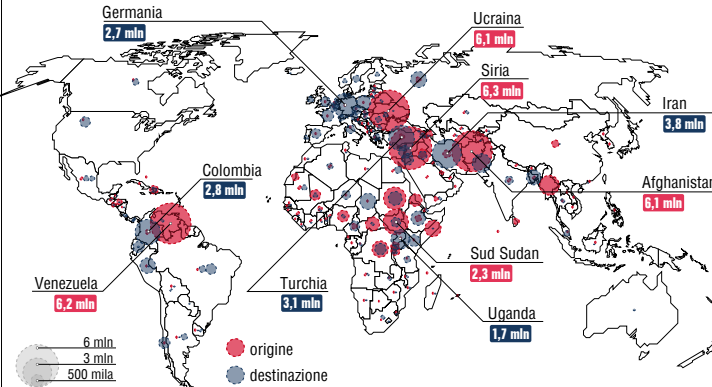 Germania
2,7 mln
Ucraina
6,1 mln
Siria
6,3 mln
Iran
3,8 mln
Colombia
2,8 mln
Afghanistan
6,1 mln
Sud Sudan
2,3 mln
Venezuela
6,2 mln
Turchia
3,1 mln
Uganda
1,7 mln
6 mln
3 mln
500 mila
origine
destinazione